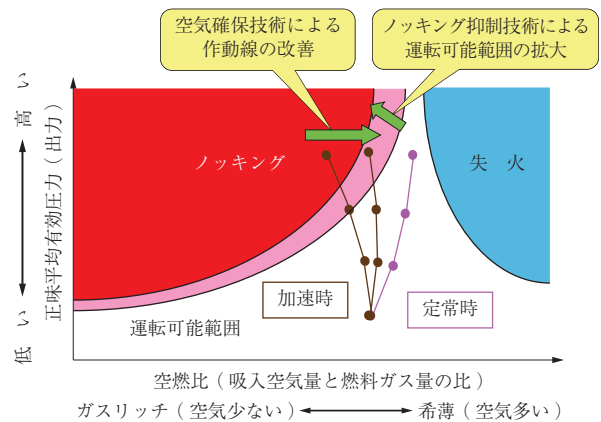 空気確保技術による
作動線の改善
ノッキング抑制技術による
運転可能範囲の拡大
高い
正味平均有効圧力（出力）
低い
ノッキング
失火
加速時
定常時
運転可能範囲
空燃比（吸入空気量と燃料ガス量の比）
ガスリッチ（空気少ない）
希薄（空気多い）